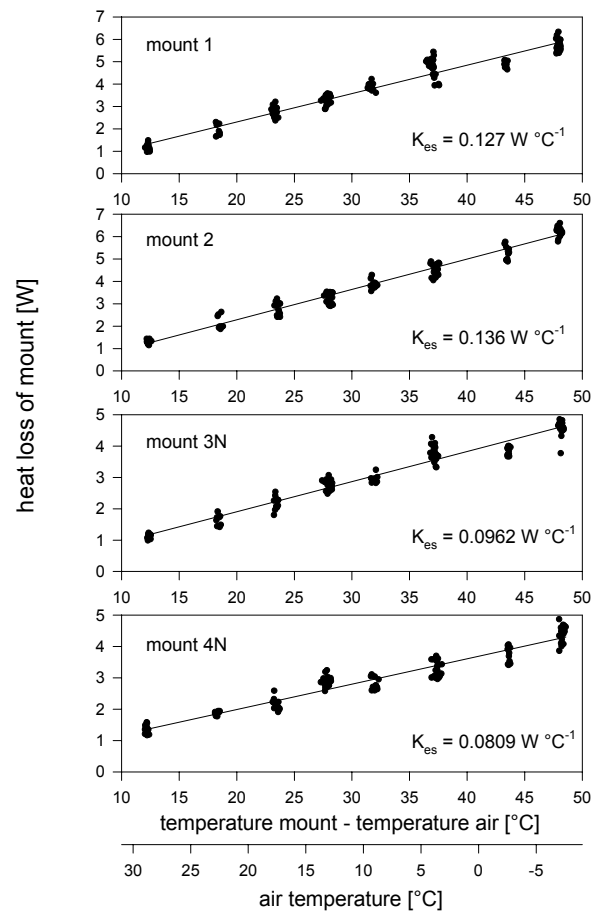 heat loss of mount [W]
7
6
5
4
3
2
1
0
mount 1
K_es = 0.127 W °C⁻¹
10 15 20 25 30 35 40 45 50
7
6
5
4
3
2
1
0
mount 2
K_es = 0.136 W °C⁻¹
10 15 20 25 30 35 40 45 50
5
4
3
2
1
0
mount 3N
K_es = 0.0962 W °C⁻¹
10 15 20 25 30 35 40 45 50
5
4
3
2
1
0
mount 4N
K_es = 0.0809 W °C⁻¹
10 15 20 25 30 35 40 45 50
temperature mount - temperature air [°C]
30 25 20 15 10 5 0 -5
air temperature [°C]